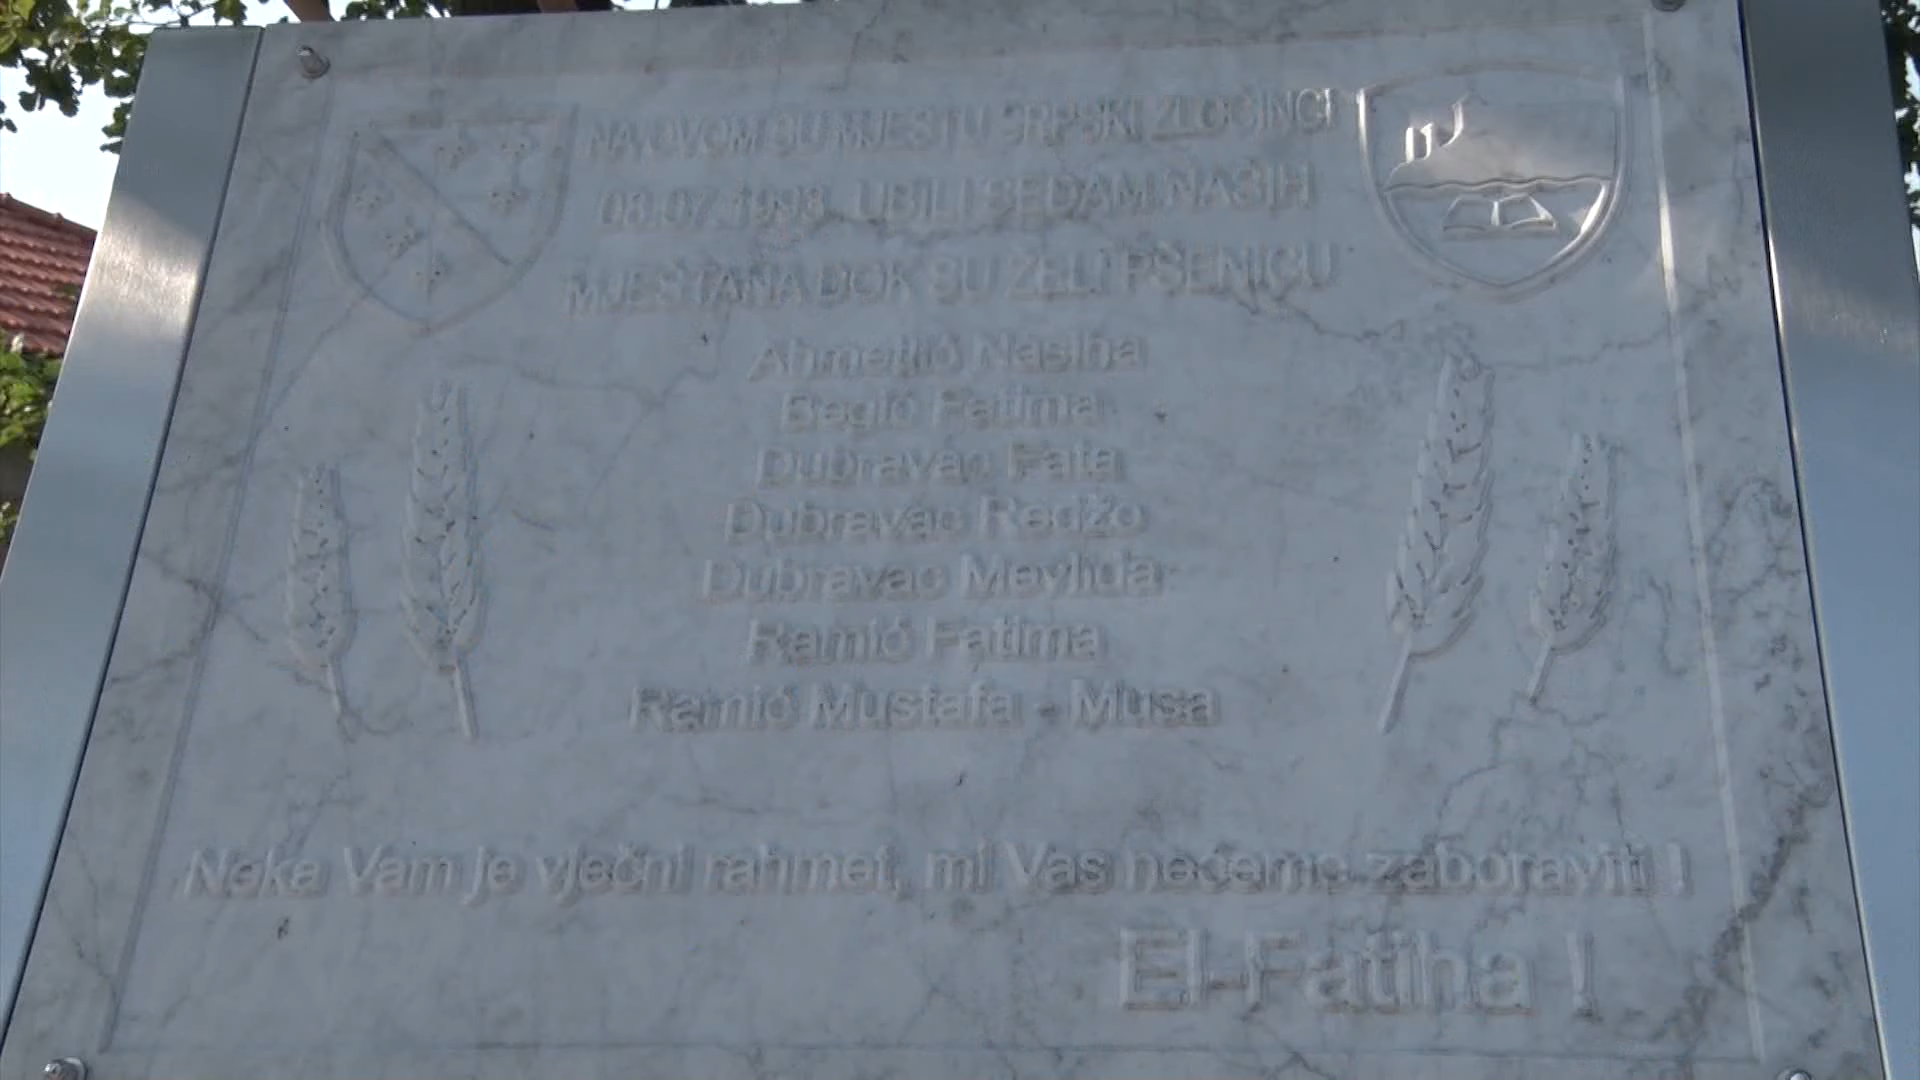 NA OVOM SU MJESTU SRPSKI ZLOČINCI
08.07.1993. UBILI SEDAM NAŠIH
MJEŠTANA DOK SU ŽELI PŠENICU
Nasiha
Begić Fatima
Dubravac Fata
Dubravac Redžo
Dubravac Mevlida
Ramić Fatima
Ramić Mustafa - Musa
Neka Vam je vječni rahmet, mi Vas nećemo zaboraviti !
El-Fatiha !